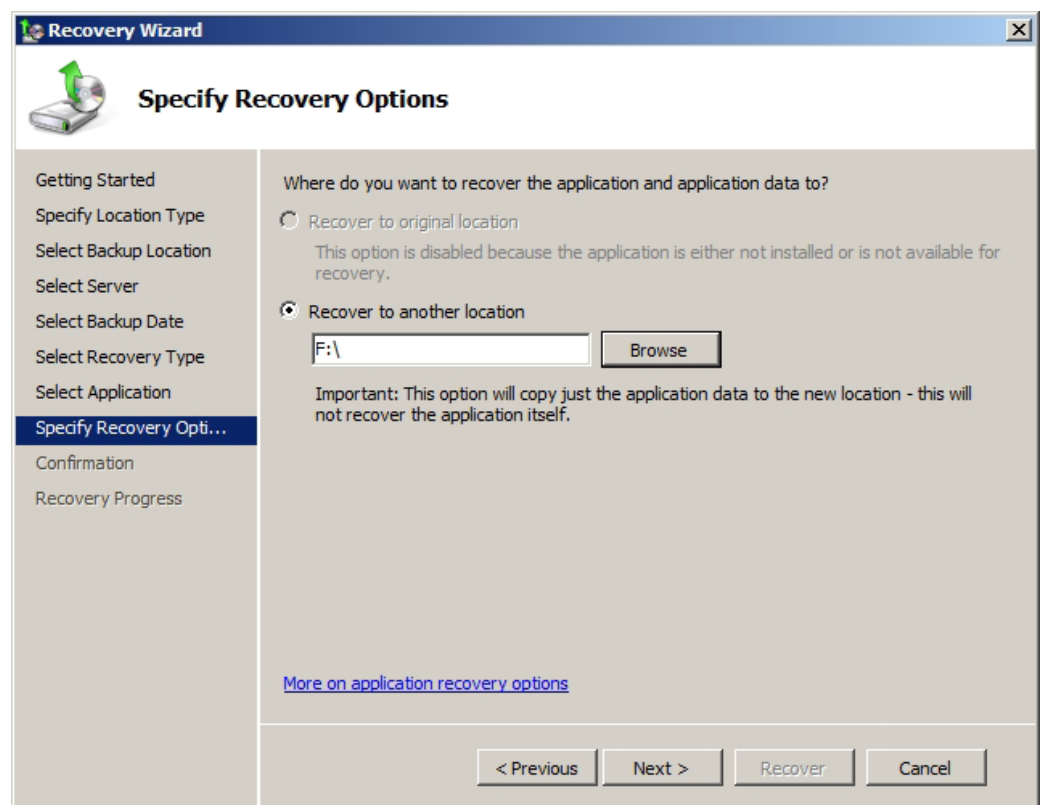 Recovery Wizard
Specify Recovery Options
Getting Started
Specify Location Type
Select Backup Location
Select Server
Select Backup Date
Select Recovery Type
Select Application
Specify Recovery Opti...
Confirmation
Recovery Progress
Where do you want to recover the application and application data to?
Recover to original location
This option is disabled because the application is either not installed or is not available for
recovery.
Recover to another location
F:\
Browse
Important: This option will copy just the application data to the new location - this will
not recover the application itself.
More on application recovery options
< Previous
Next >
Recover
Cancel